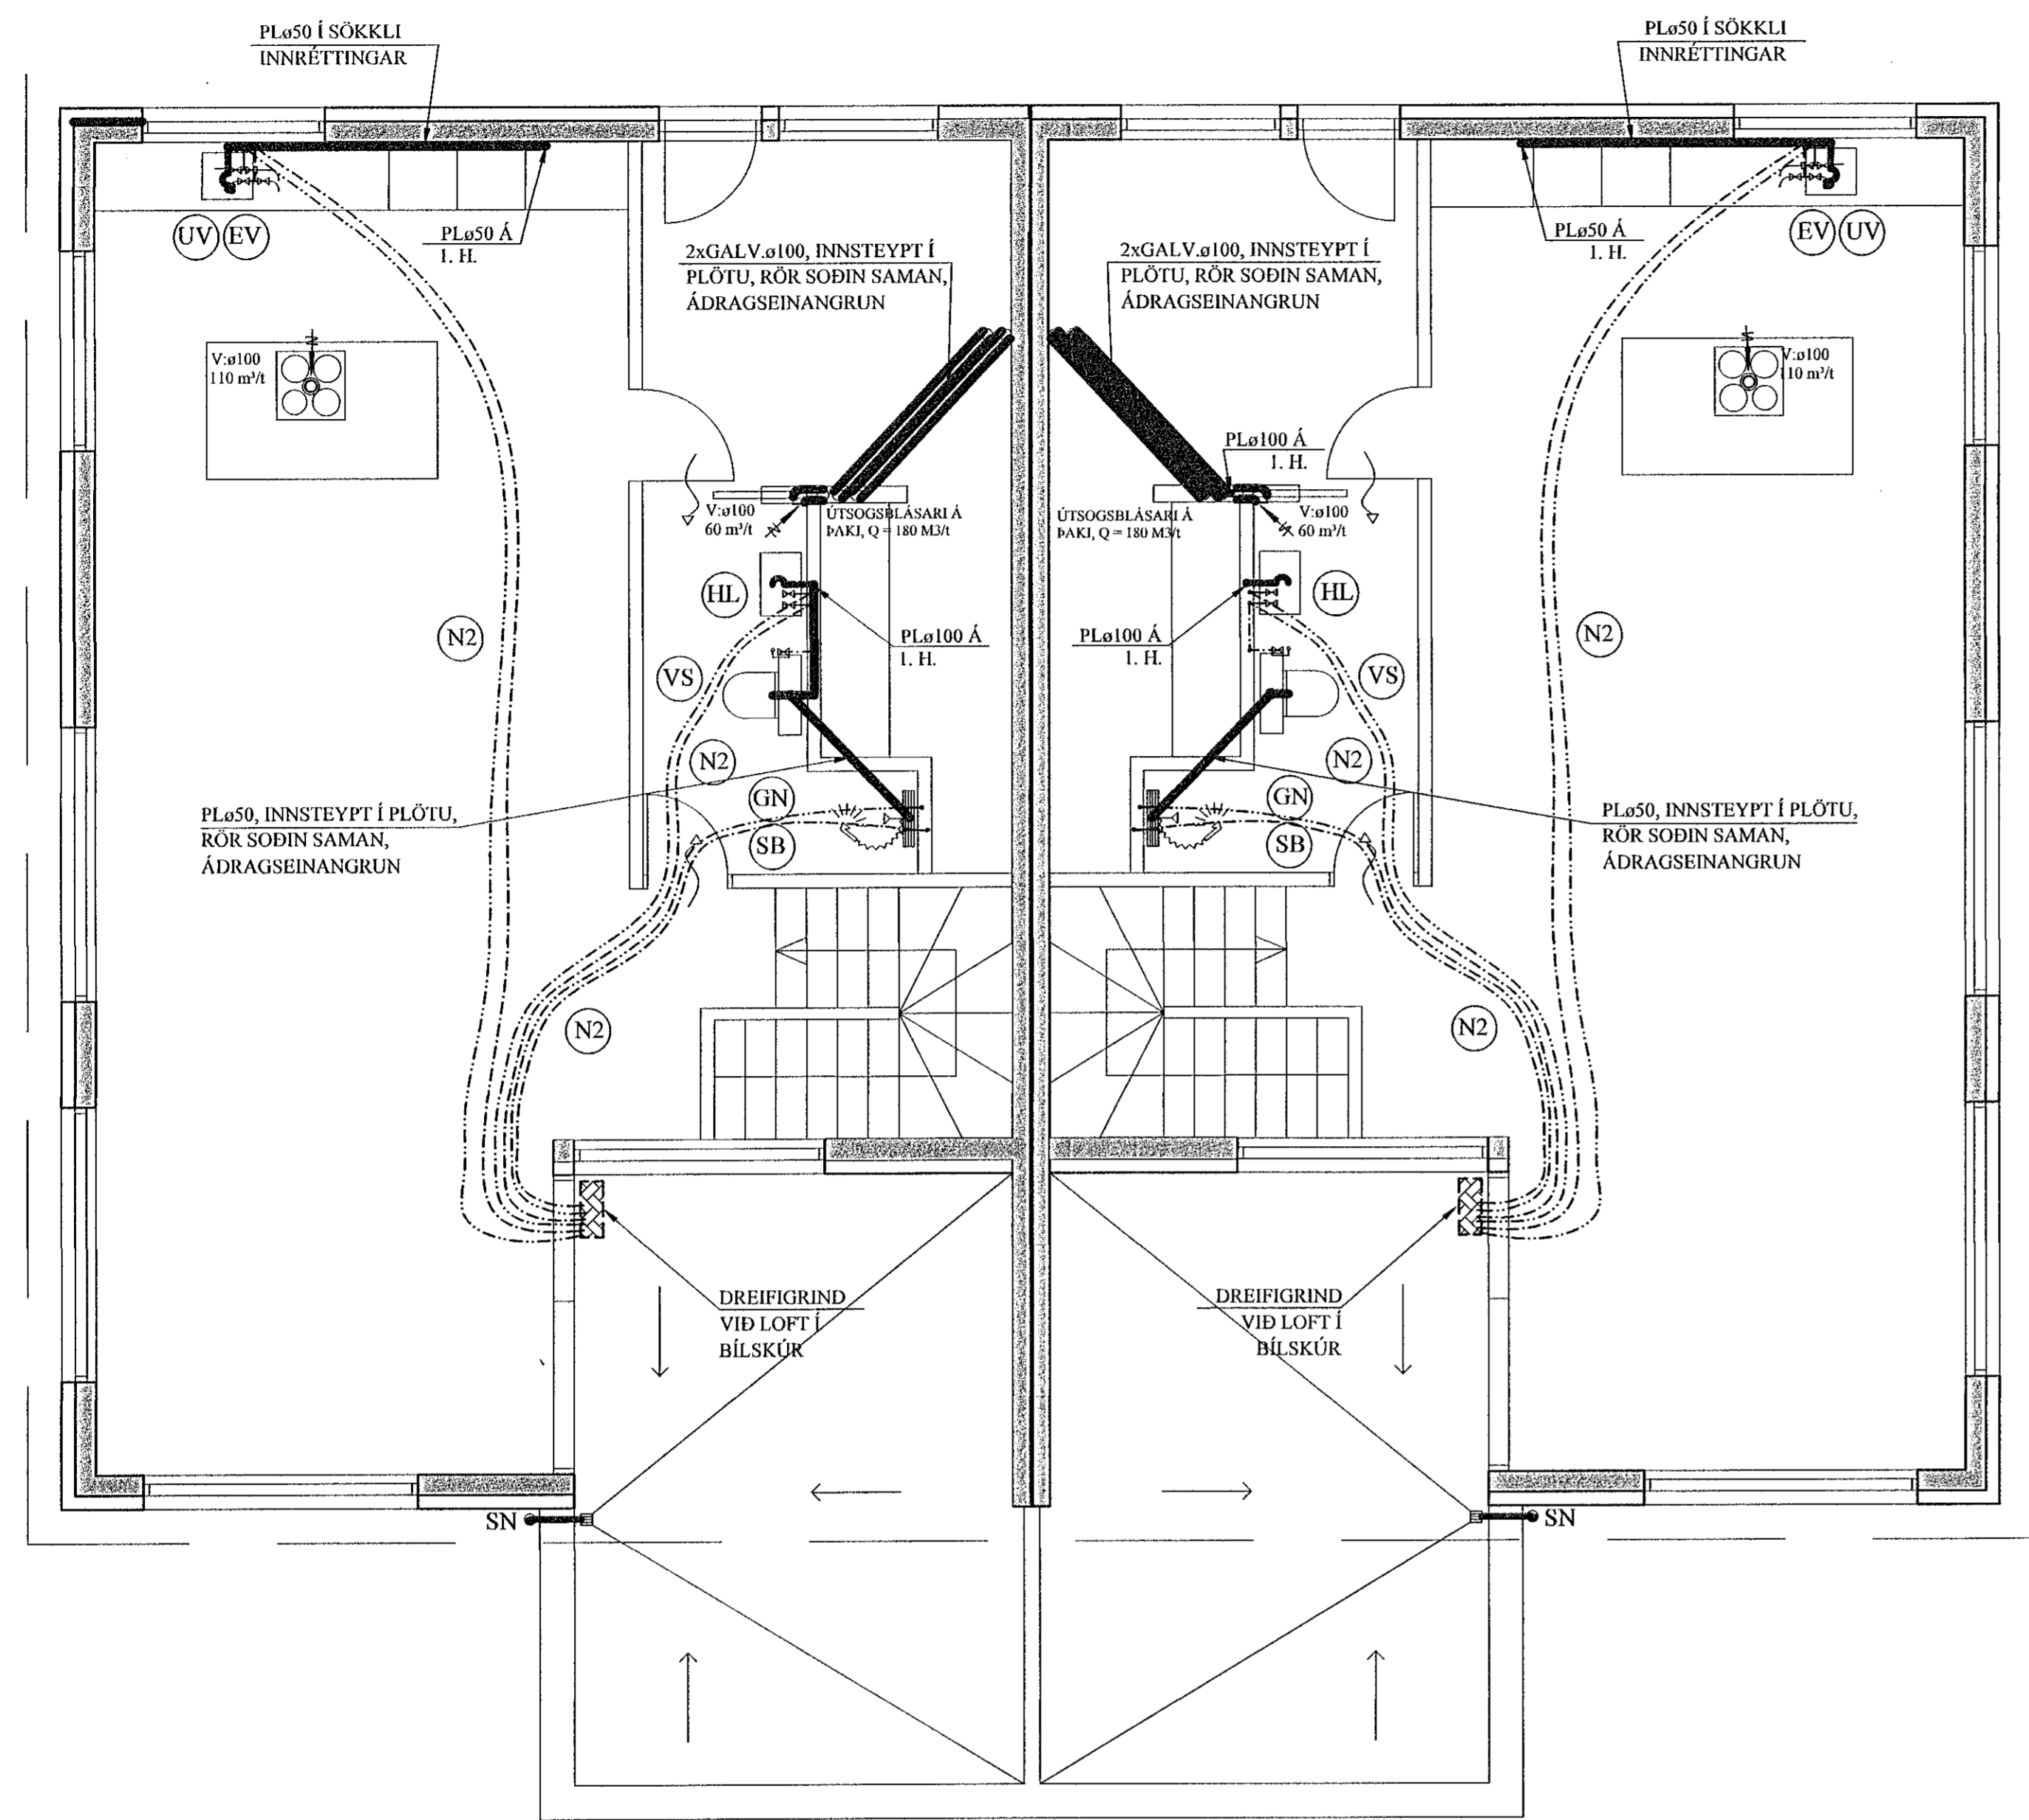 PLø50 Í SÖKKLI
INNRÉTTINGAR
PLø50 Í SÖKKLI
INNRÉTTINGAR
UV
EV
PLø50 Á
1. H.
2xGALV.ø100, INNSTEYPT Í
PLÖTU, RÖR SOÐIN SAMAN,
ÁDRAGSEINANGRUN
2xGALV.ø100, INNSTEYPT Í
PLÖTU, RÖR SOÐIN SAMAN,
ÁDRAGSEINANGRUN
PLø50 Á
1. H.
EV
UV
V:ø100
110 m³/t
V:ø100
110 m³/t
PLø100 Á
1. H.
V:ø100
60 m³/t
ÚTSOGSBLÁSARI Á
ÞAKI, Q = 180 M3/t
ÚTSOGSBLÁSARI Á
ÞAKI, Q = 180 M3/t
V:ø100
60 m³/t
HL
HL
N2
PLø100 Á
1. H.
PLø100 Á
1. H.
N2
VS
VS
N2
N2
GN
GN
PLø50, INNSTEYPT Í PLÖTU,
RÖR SOÐIN SAMAN,
ÁDRAGSEINANGRUN
SB
SB
PLø50, INNSTEYPT Í PLÖTU,
RÖR SOÐIN SAMAN,
ÁDRAGSEINANGRUN
N2
N2
DREIFIGRIND
VIÐ LOFT Í
BÍLSKÚR
DREIFIGRIND
VIÐ LOFT Í
BÍLSKÚR
SN
SN